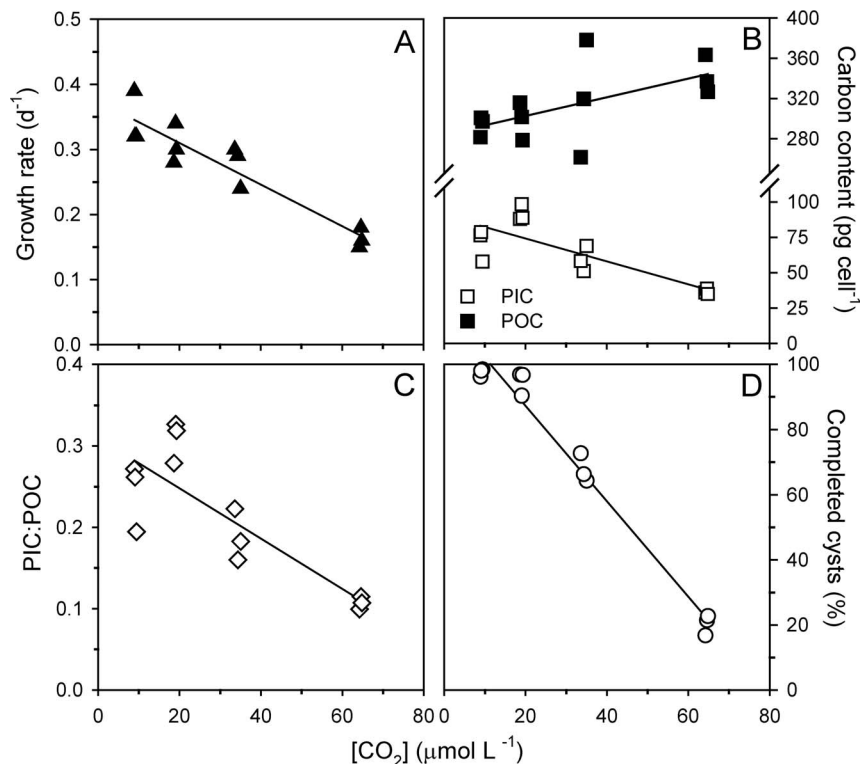 A
Growth rate (d⁻¹)
0.5
0.4
0.3
0.2
0.1
0.0
B
Carbon content (pg cell⁻¹)
400
360
320
280
100
75
50
25
0
PIC
POC
C
PIC:POC
0.4
0.3
0.2
0.1
0.0
0 20 40 60 80
D
Completed cysts (%)
100
80
60
40
20
0
0 20 40 60 80
[CO₂] (μmol L⁻¹)